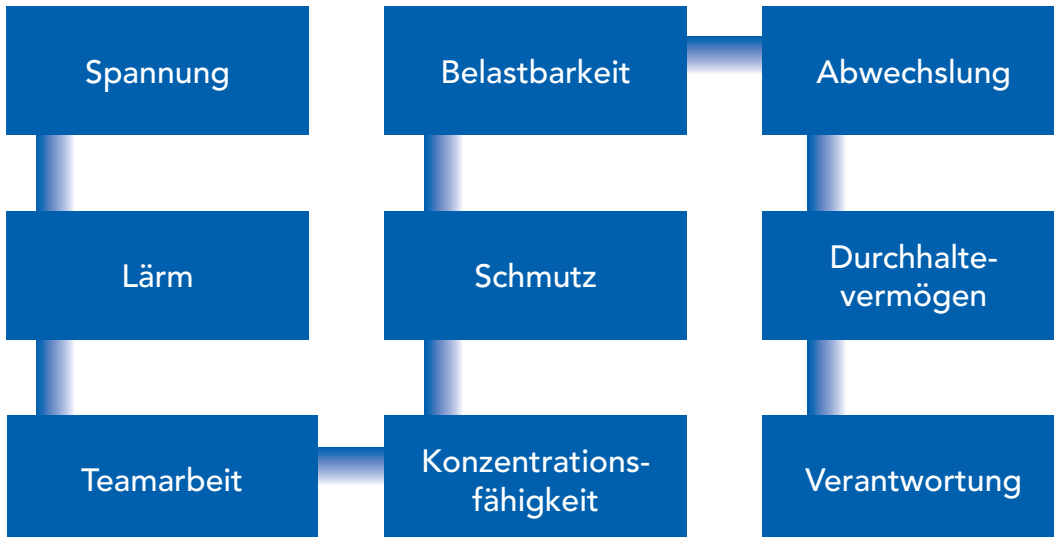 Spannung
Lärm
Teamarbeit
Konzentrations-
fähigkeit
Schmutz
Belastbarkeit
Abwechslung
Durchhalte-
vermögen
Verantwortung